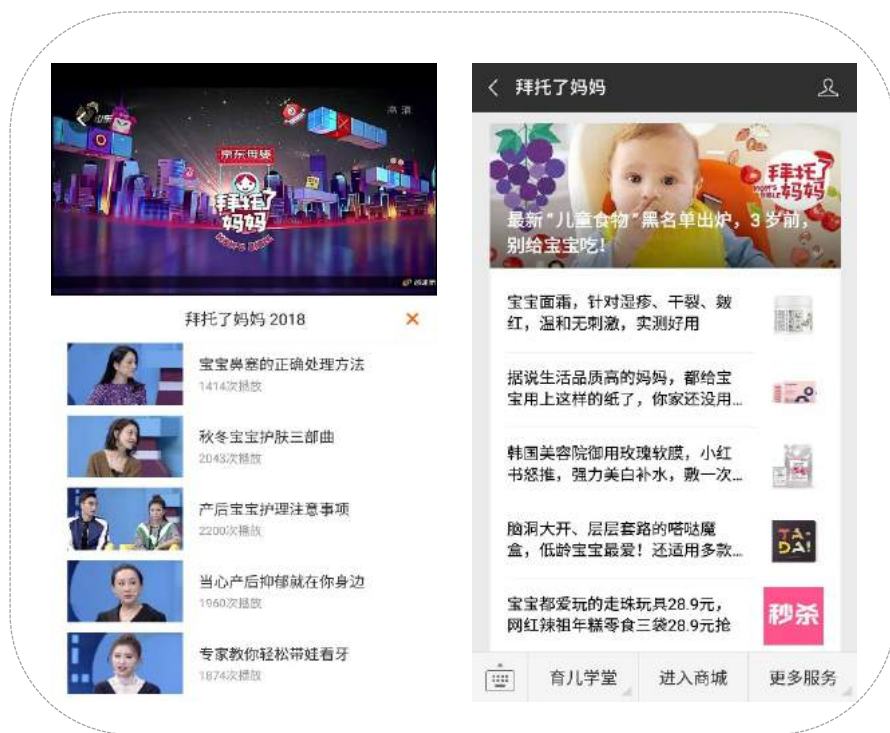 高 清
京东母婴
拜托了
妈妈
拜托了妈妈 2018
×
宝宝鼻塞的正确处理方法
1414次播放
秋冬宝宝护肤三部曲
2043次播放
产后宝宝护理注意事项
2200次播放
当心产后抑郁就在你身边
1960次播放
专家教你轻松带娃看牙
1874次播放
拜托了妈妈
拜托了
MOM'S
BIBLE妈妈
最新“儿童食物”黑名单出炉，3 岁前，
别给宝宝吃！
宝宝面霜，针对湿疹、干裂、皴
红，温和无刺激，实测好用
据说生活品质高的妈妈，都给宝
宝用上这样的纸了，你家还没用...
韩国美容院御用玫瑰软膜，小红
书怒推，强力美白补水，敷一次...
脑洞大开、层层套路的嗒哒魔
盒，低龄宝宝最爱！还适用多款...
TA-
DA!
宝宝都爱玩的走珠玩具28.9元，
网红辣祖年糕零食三袋28.9元抢
秒杀
育儿学堂
进入商城
更多服务